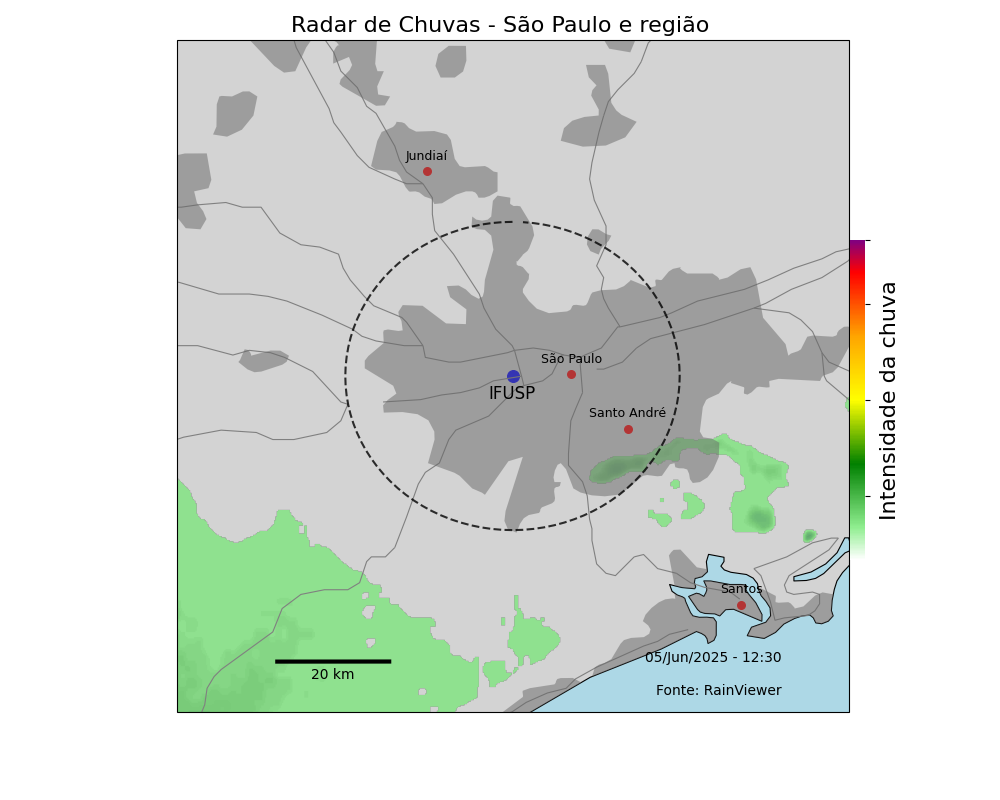 Radar de Chuvas - São Paulo e região
Jundiaí
São Paulo
IFUSP
Santo André
Intensidade da chuva
Santos
05/Jun/2025 - 12:30
20 km
Fonte: RainViewer